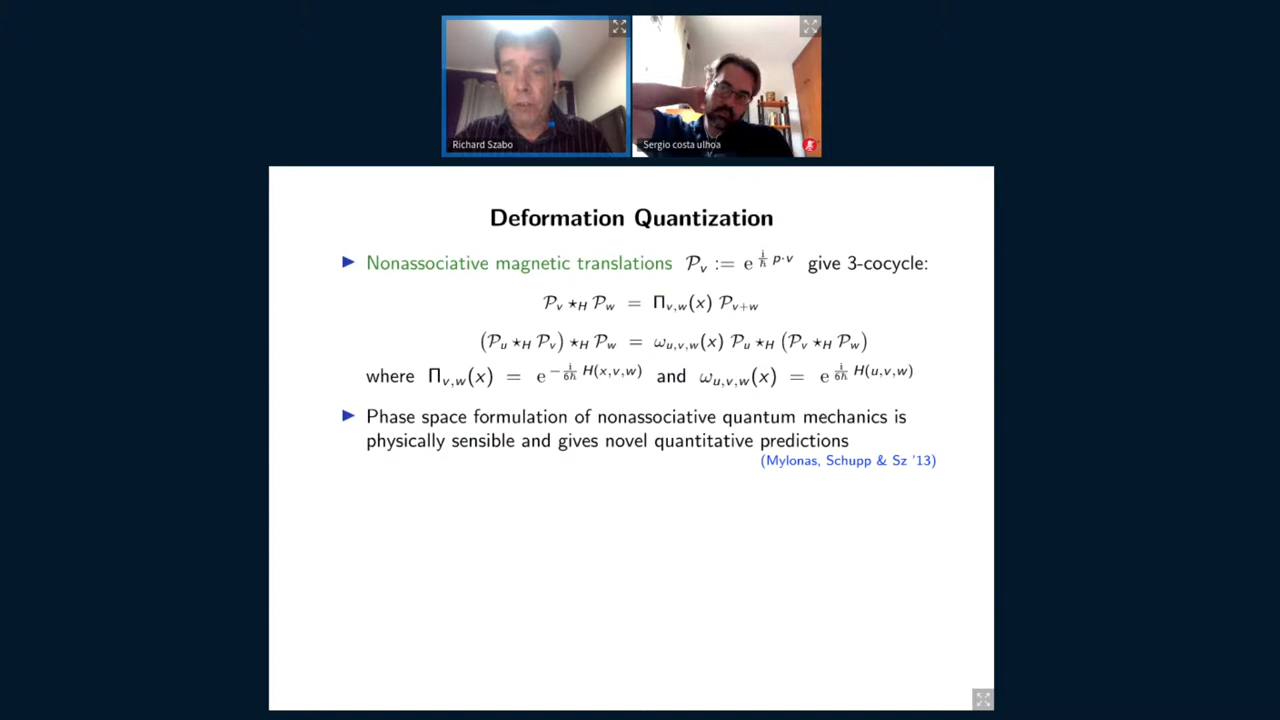 Richard Szabo
Sergio costa ulhoa
Deformation Quantization
► Nonassociative magnetic translations 𝒫_v := e^{i/ħ p·v} give 3-cocycle:
𝒫_v ⋆_H 𝒫_w = Π_{v,w}(x) 𝒫_{v+w}
(𝒫_u ⋆_H 𝒫_v) ⋆_H 𝒫_w = ω_{u,v,w}(x) 𝒫_u ⋆_H (𝒫_v ⋆_H 𝒫_w)
where Π_{v,w}(x) = e^{−i/6ħ H(x,v,w)} and ω_{u,v,w}(x) = e^{i/6ħ H(u,v,w)}
► Phase space formulation of nonassociative quantum mechanics is
physically sensible and gives novel quantitative predictions
(Mylonas, Schupp & Sz '13)